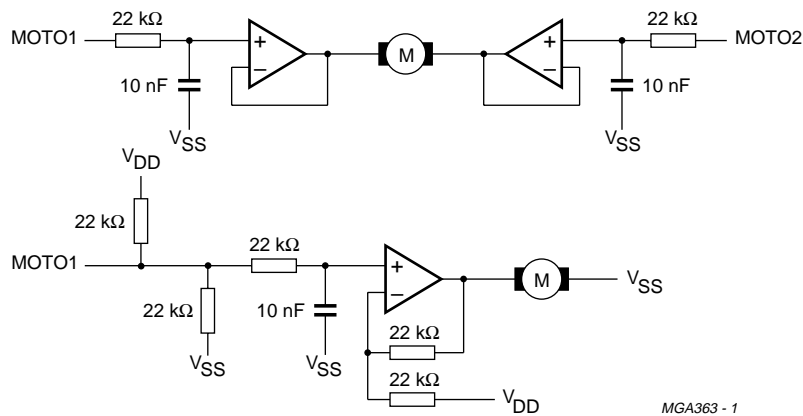 22 kΩ 22 kΩ
MOTO1 MOTO2
+ +
M
− −
10 nF 10 nF
VSS VSS
VDD
22 kΩ
22 kΩ
MOTO1
+
M VSS
−
22 kΩ 10 nF
22 kΩ
VSS VSS
22 kΩ
VDD
MGA363 - 1